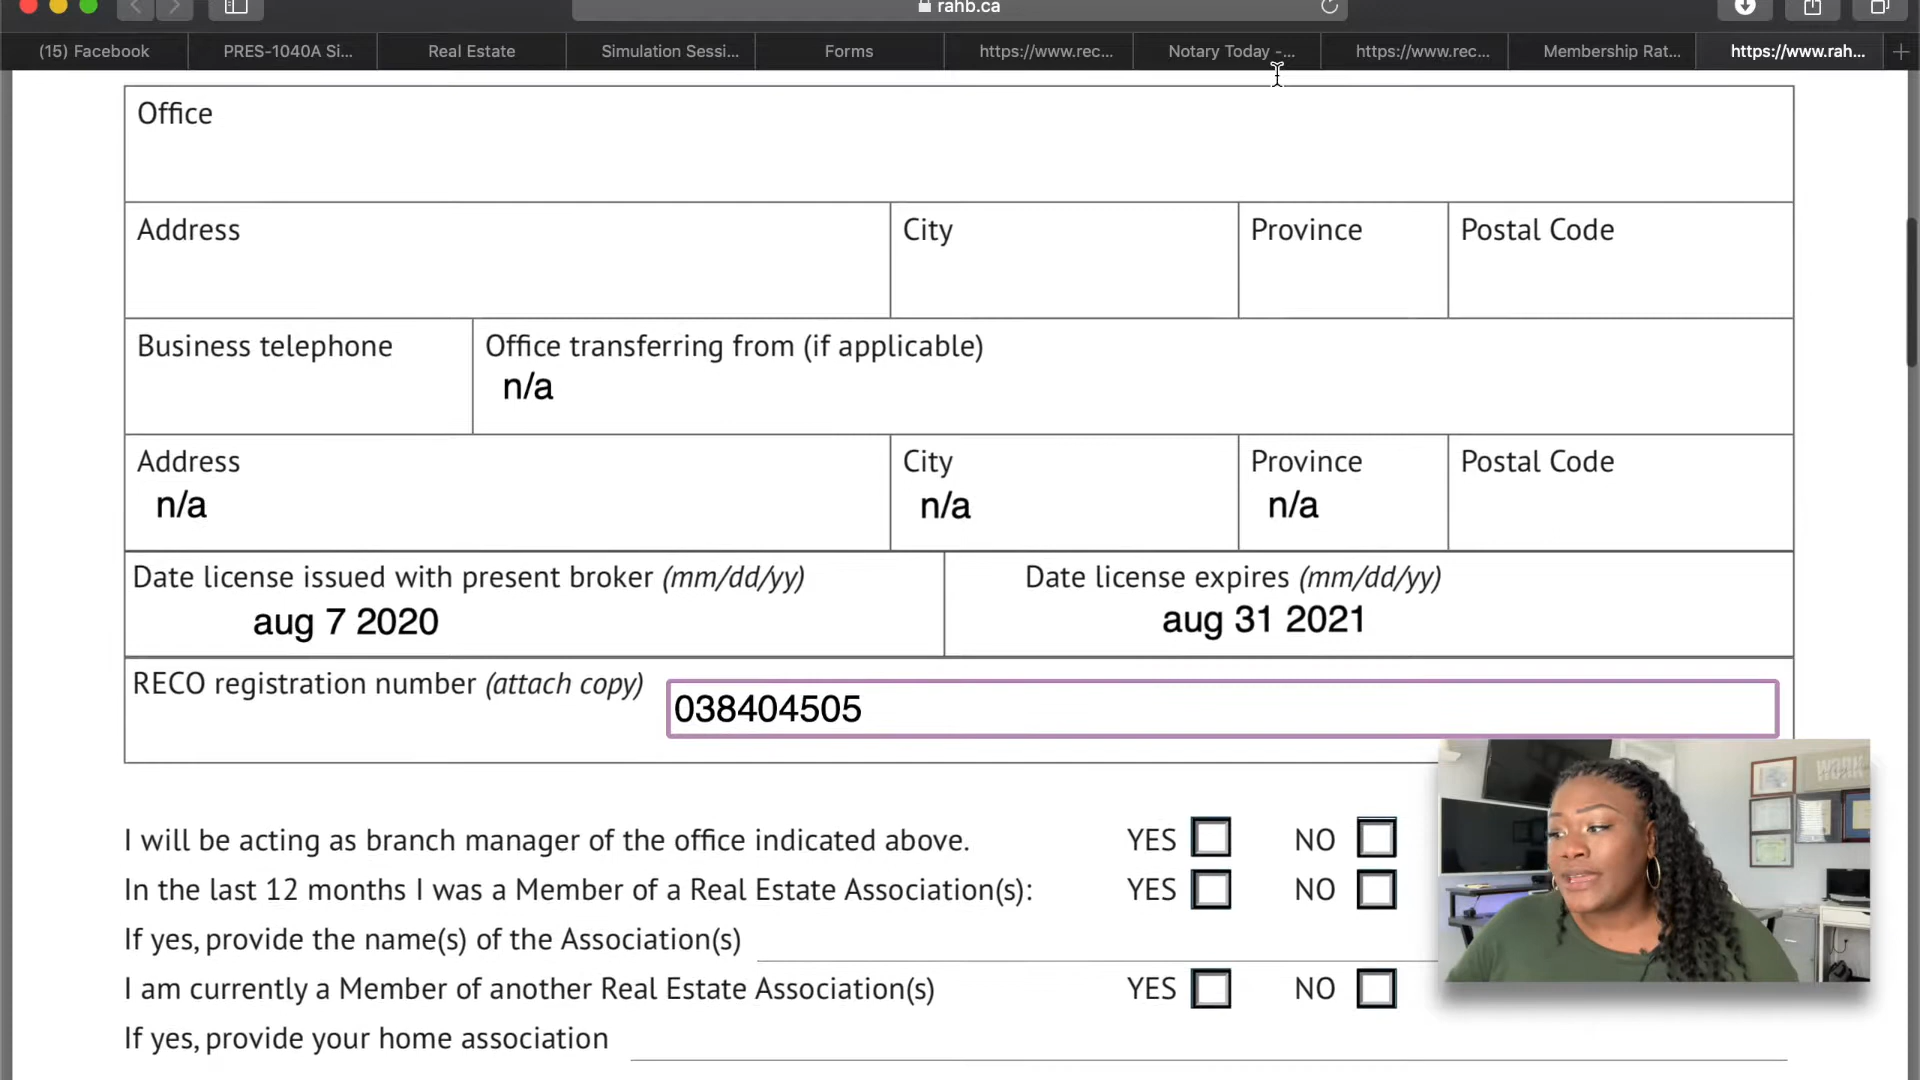 rahb.ca
(15) Facebook PRES-1040A Si... Real Estate Simulation Sessi... Forms https://www.rec... Notary Today -... https://www.rec... Membership Rat... https://www.rah...
Office
Address City Province Postal Code
Business telephone Office transferring from (if applicable)
n/a
Address City Province Postal Code
n/a n/a n/a
Date license issued with present broker (mm/dd/yy) Date license expires (mm/dd/yy)
aug 7 2020 aug 31 2021
RECO registration number (attach copy) 038404505
WORK
I will be acting as branch manager of the office indicated above. YES NO
In the last 12 months I was a Member of a Real Estate Association(s): YES NO
If yes, provide the name(s) of the Association(s)
I am currently a Member of another Real Estate Association(s) YES NO
If yes, provide your home association